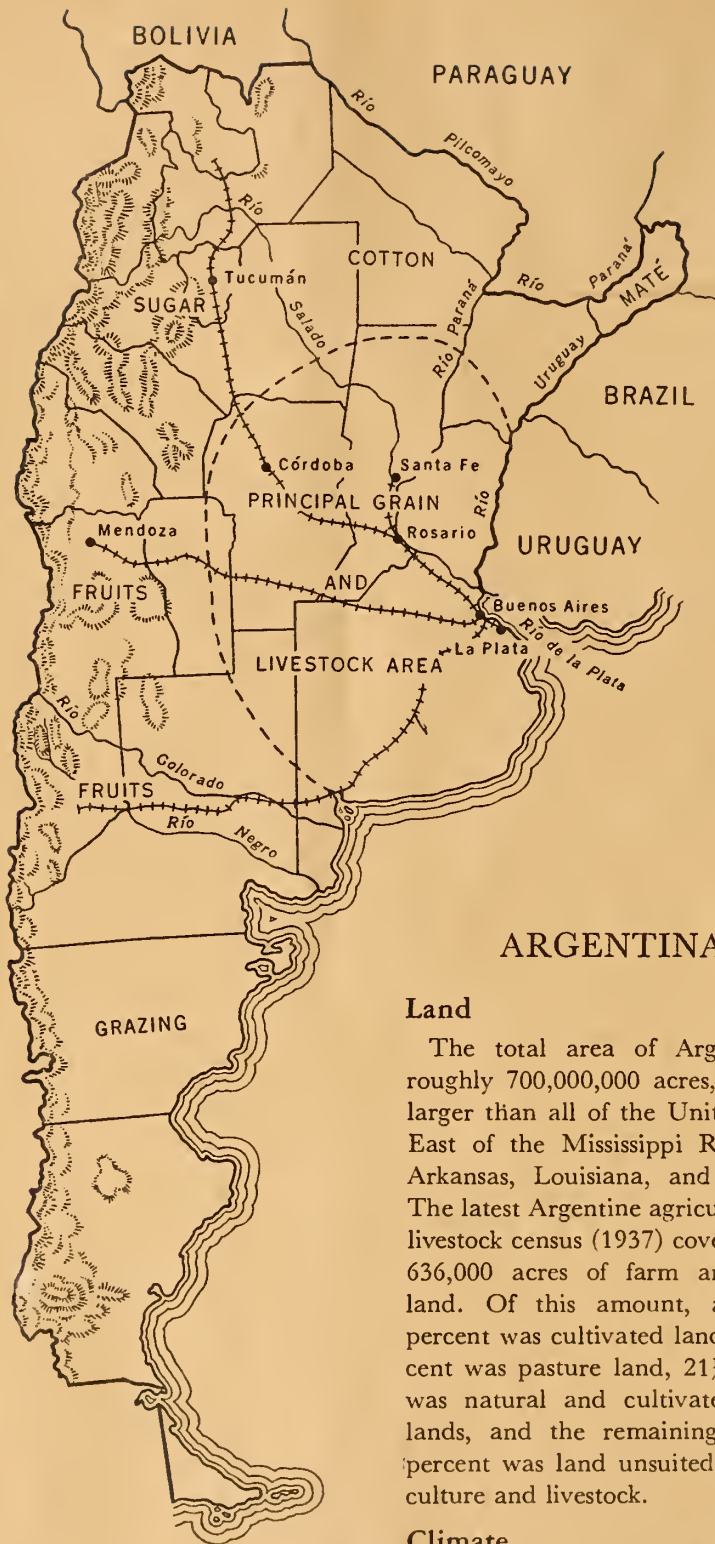 BOLIVIA
PARAGUAY
Río Pilcomayo
Río
Tucumán
COTTON
SUGAR
Salado
Río Paraná
Río Paraná
MATÉ
Uruguay
BRAZIL
Córdoba
Santa Fe
PRINCIPAL GRAIN
Río
Mendoza
Rosario
URUGUAY
FRUITS
AND
Buenos Aires
LIVESTOCK AREA
La Plata
Río de la Plata
Río Colorado
FRUITS
Río Negro
GRAZING
ARGENTINA
Land
The total area of Arg
roughly 700,000,000 acres,
larger than all of the Unit
East of the Mississippi R
Arkansas, Louisiana, and
The latest Argentine agricu
livestock census (1937) cove
636,000 acres of farm an
land. Of this amount, a
percent was cultivated land
cent was pasture land, 21
was natural and cultivate
lands, and the remaining
percent was land unsuited
culture and livestock.
Climate